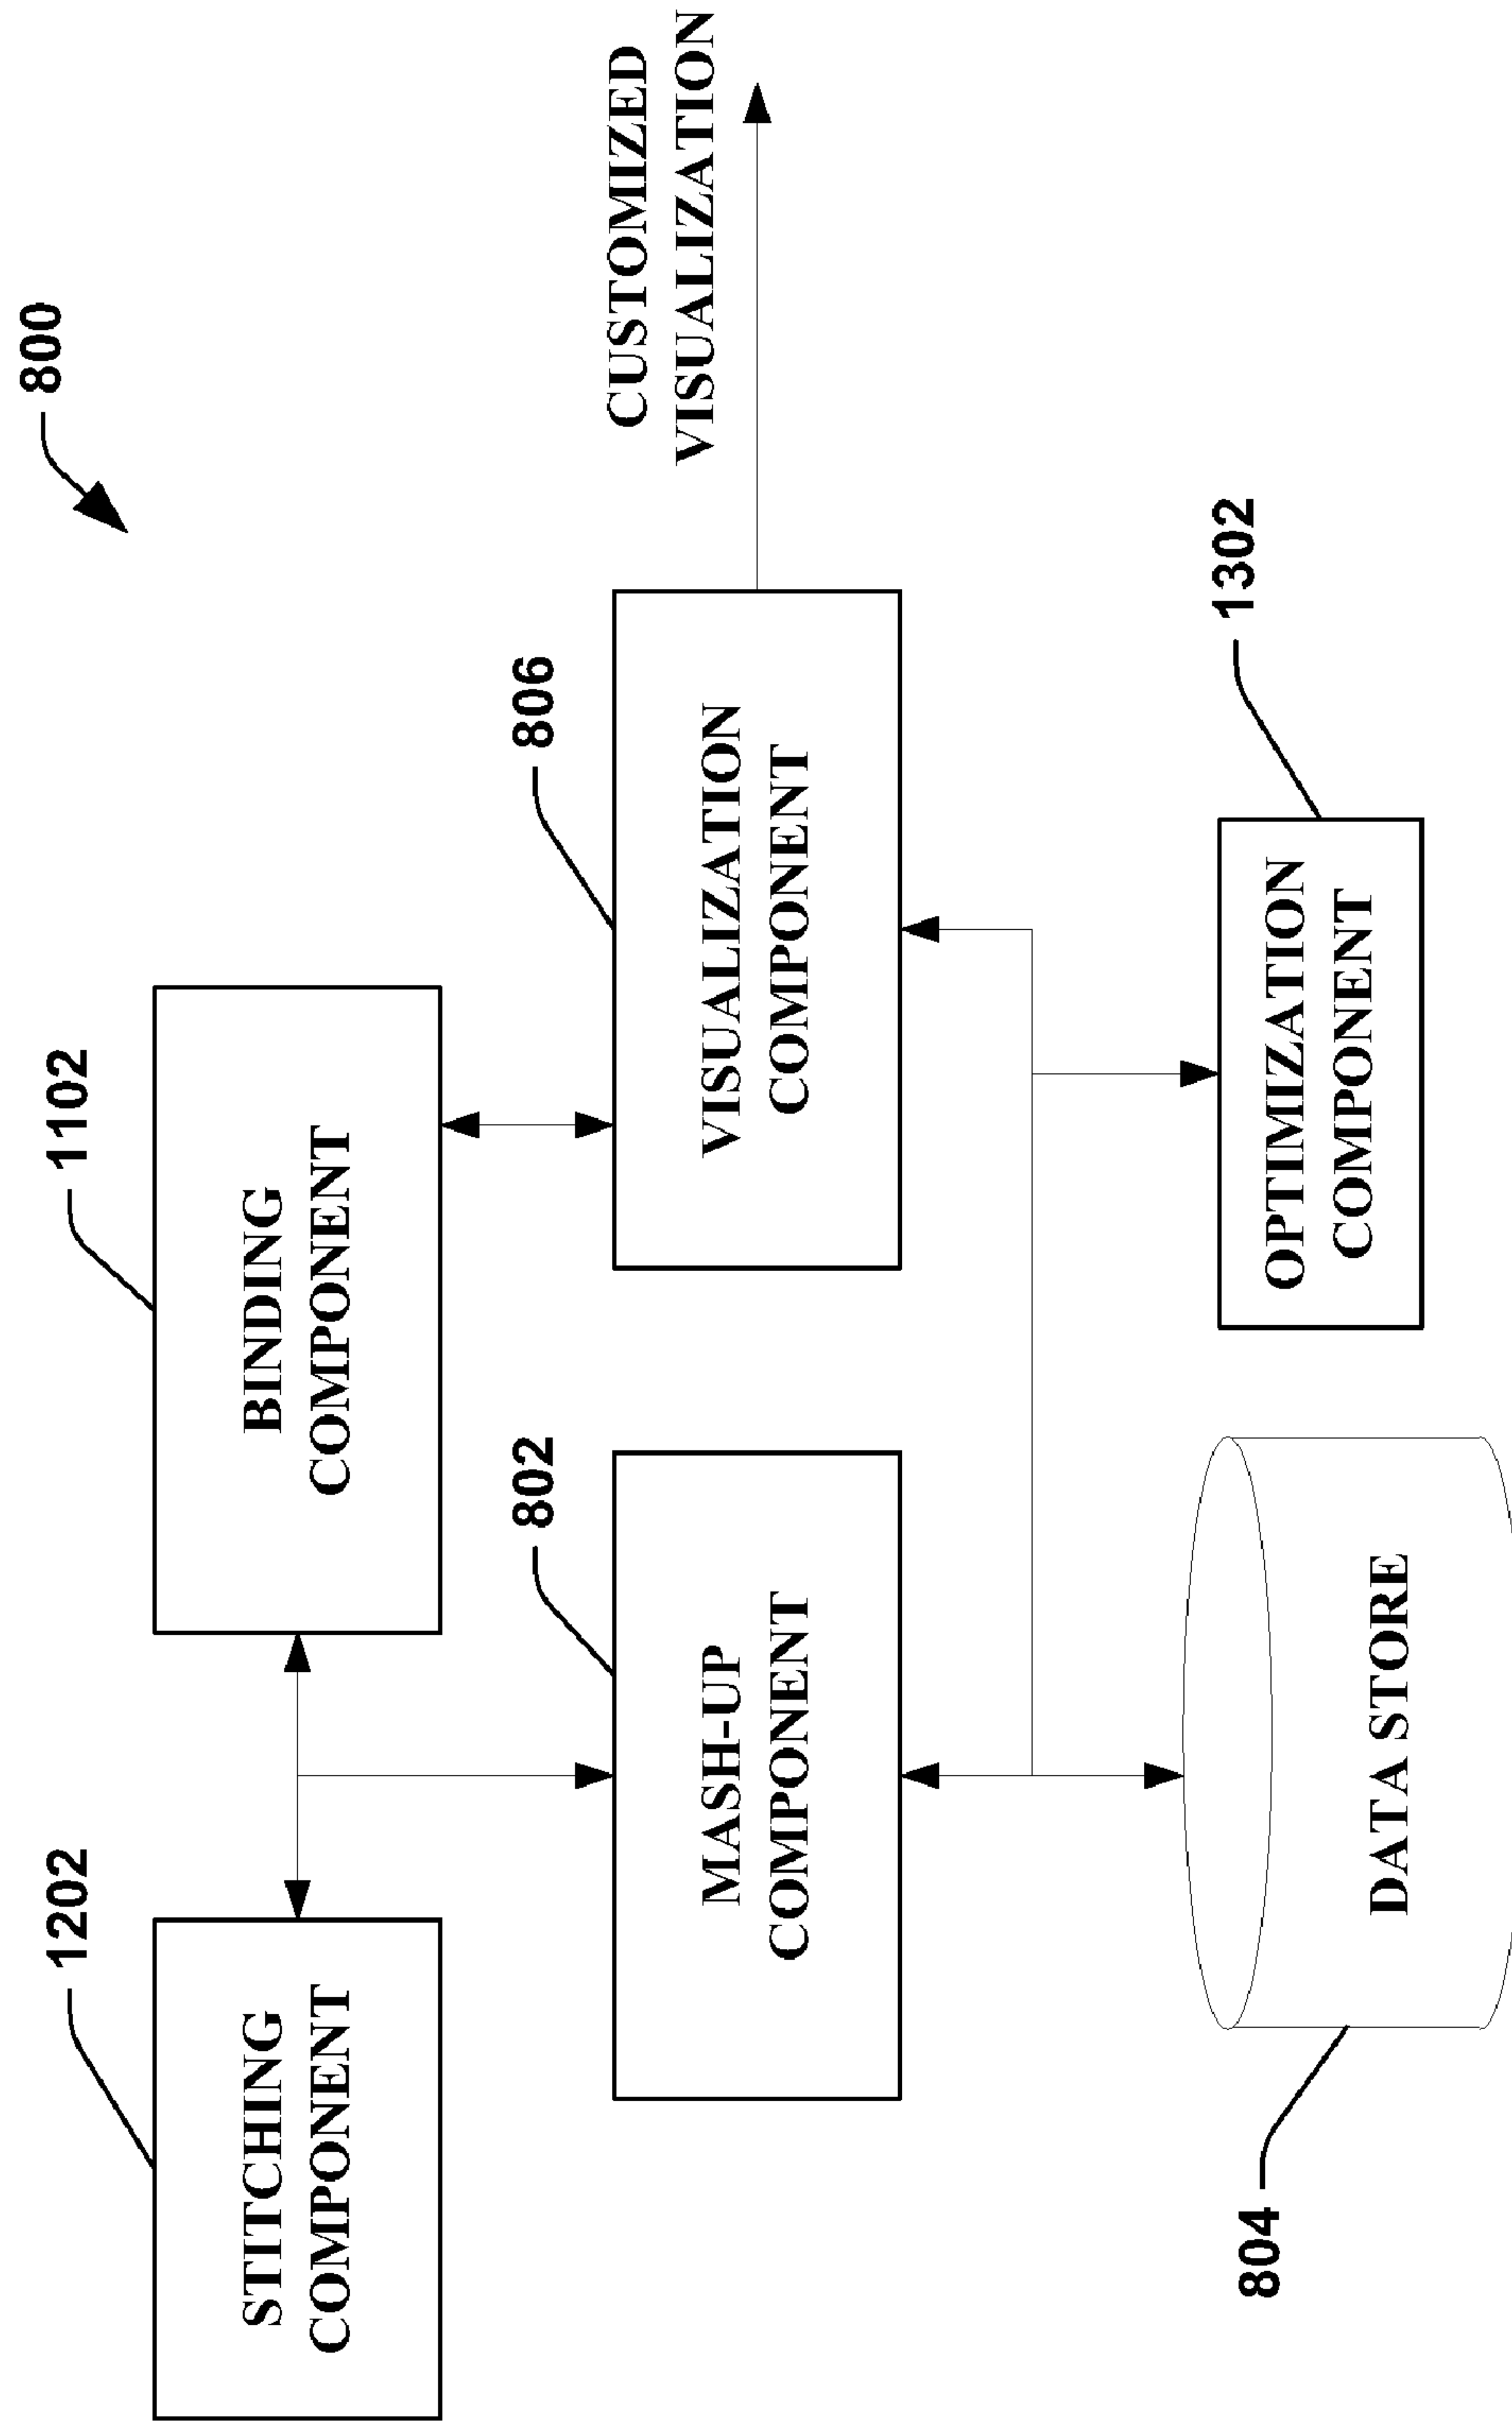 800
1202
STITCHING
COMPONENT
1102
BINDING
COMPONENT
802
MASH-UP
COMPONENT
806
VISUALIZATION
COMPONENT
CUSTOMIZED
VISUALIZATION
804
DATA STORE
1302
OPTIMIZATION
COMPONENT